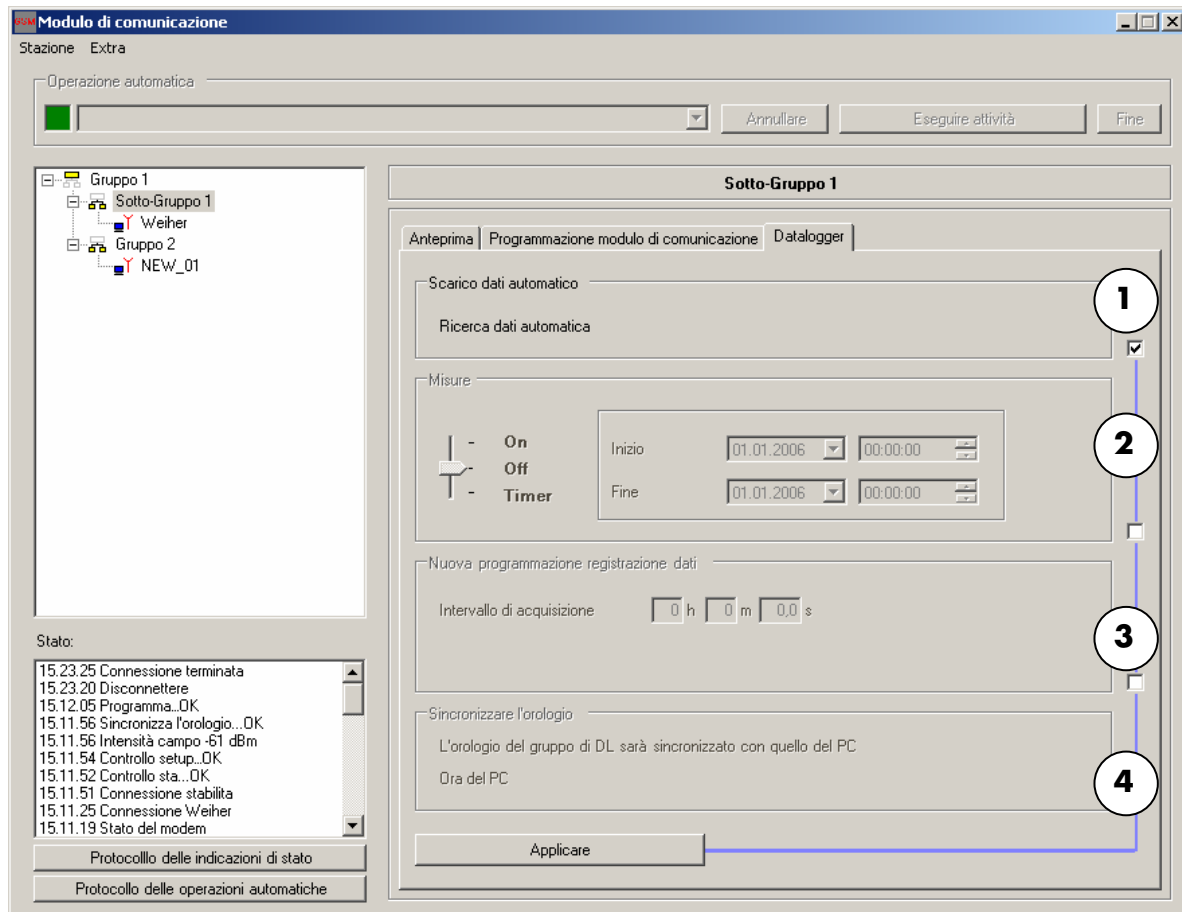 GWM Modulo di comunicazione
Stazione Extra
Operazione automatica
Annullare Eseguire attività Fine
Gruppo 1
Sotto-Gruppo 1
Weiher
Gruppo 2
NEW_01
Stato:
15.23.25 Connessione terminata
15.23.20 Disconnettere
15.12.05 Programma...OK
15.11.56 Sincronizza l'orologio...OK
15.11.56 Intensità campo -61 dBm
15.11.54 Controllo setup...OK
15.11.52 Controllo sta...OK
15.11.51 Connessione stabilita
15.11.25 Connessione Weiher
15.11.19 Stato del modem
Protocolllo delle indicazioni di stato
Protocollo delle operazioni automatiche
Sotto-Gruppo 1
Anteprima Programmazione modulo di comunicazione Datalogger
Scarico dati automatico
Ricerca dati automatica
1
Misure
On
Off
Timer
Inizio 01.01.2006 00:00:00
Fine 01.01.2006 00:00:00
2
Nuova programmazione registrazione dati
Intervallo di acquisizione 0 h 0 m 0,0 s
3
Sincronizzare l'orologio
L'orologio del gruppo di DL sarà sincronizzato con quello del PC
Ora del PC
4
Applicare